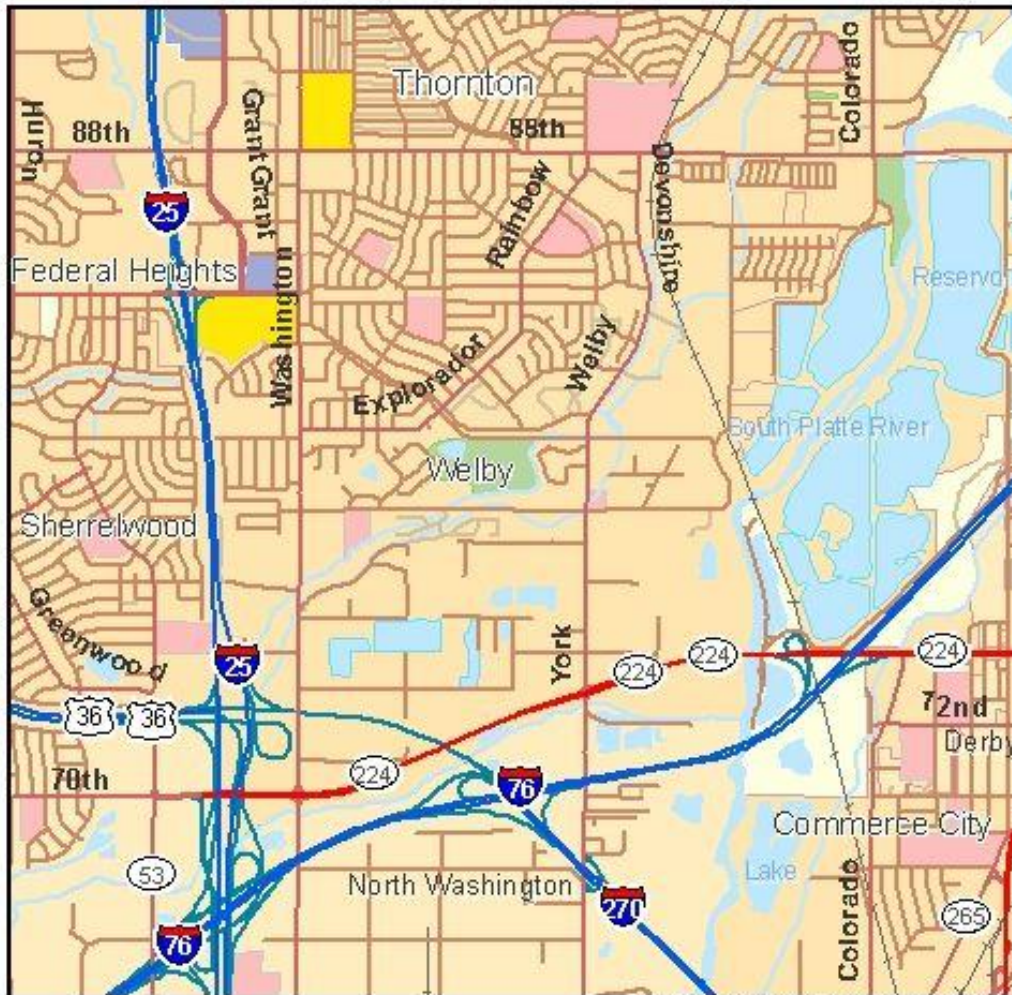 Thornton
Huron
88th
Grant
Grant
88th
Colorado
25
Devonshire
Rainbow
Federal Heights
Washington
Reservo
Explorador
Welby
South Platte River
Welby
Sherrelwood
Greenwoo d
25
York
224
224
224
36
36
72nd
Derby
70th
224
76
Commerce City
53
North Washington
Lake
Colorado
270
265
76